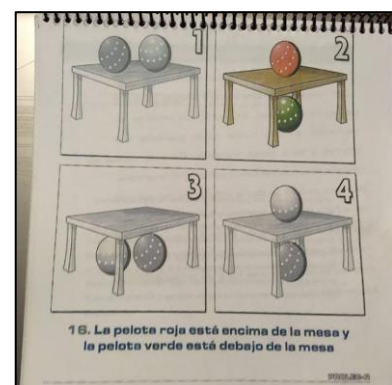 1
2
3
4
16. La pelota roja está encima de la mesa y
la pelota verde está debajo de la mesa
PROLEC-R